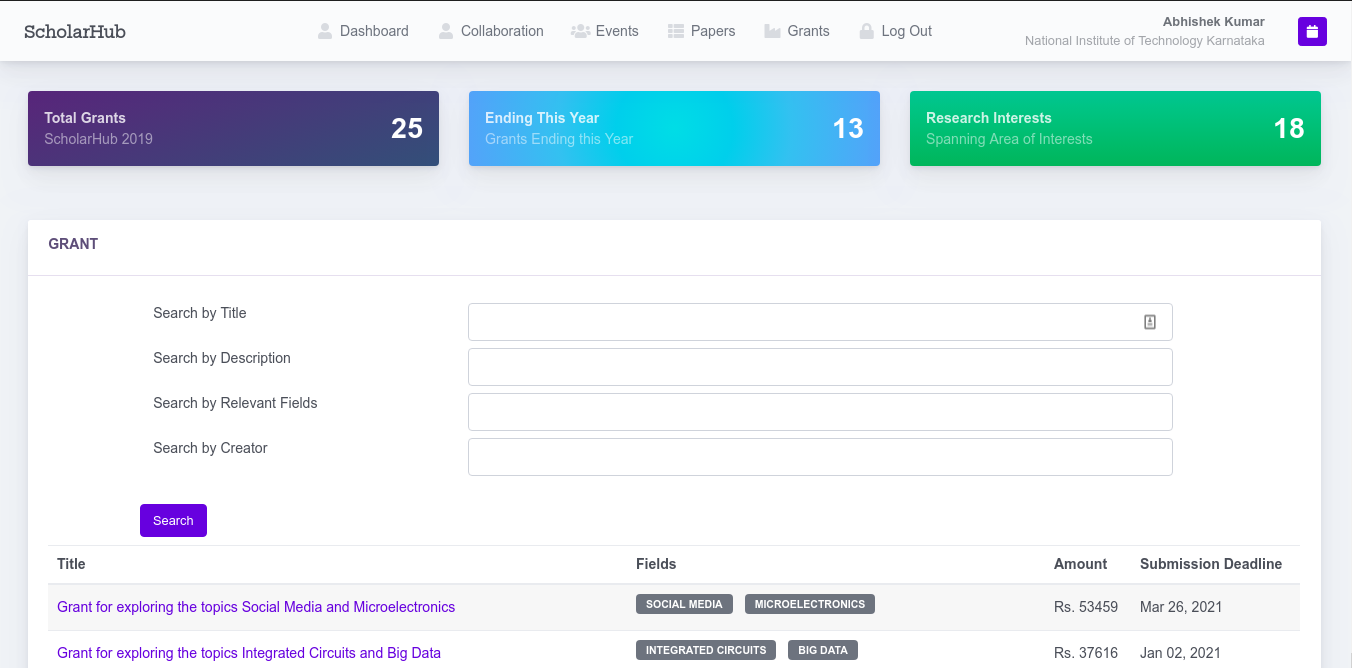 ScholarHub
Dashboard Collaboration Events Papers Grants Log Out
Abhishek Kumar
National Institute of Technology Karnataka
Total Grants
ScholarHub 2019
25
Ending This Year
Grants Ending this Year
13
Research Interests
Spanning Area of Interests
18
GRANT
Search by Title
Search by Description
Search by Relevant Fields
Search by Creator
Search
Title Fields Amount Submission Deadline
Grant for exploring the topics Social Media and Microelectronics SOCIAL MEDIA MICROELECTRONICS Rs. 53459 Mar 26, 2021
Grant for exploring the topics Integrated Circuits and Big Data INTEGRATED CIRCUITS BIG DATA Rs. 37616 Jan 02, 2021